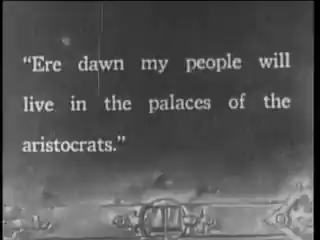 "Ere dawn my people will
live in the palaces of the
aristocrats."